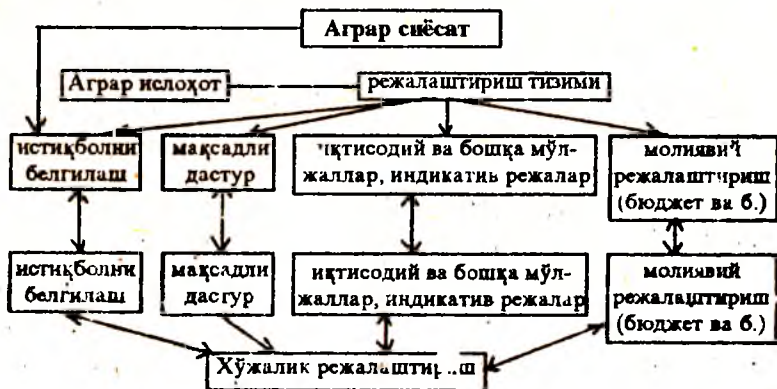 Аграр сиёсат
Аграр ислоҳот
режалаштириш тизими
истиқболни
белгилаш
мақсадли
дастур
иқтисодий ва бошқа мўл-
жаллар, индикатив режалар
молиявий
режалаштириш
(бюджет ва б.)
истиқболни
белгилаш
мақсадли
дастур
иқтисодий ва бошқа мўл-
жаллар, индикатив режалар
молиявий
режалаштириш
(бюджет ва б.)
Хўжалик режалаштириш